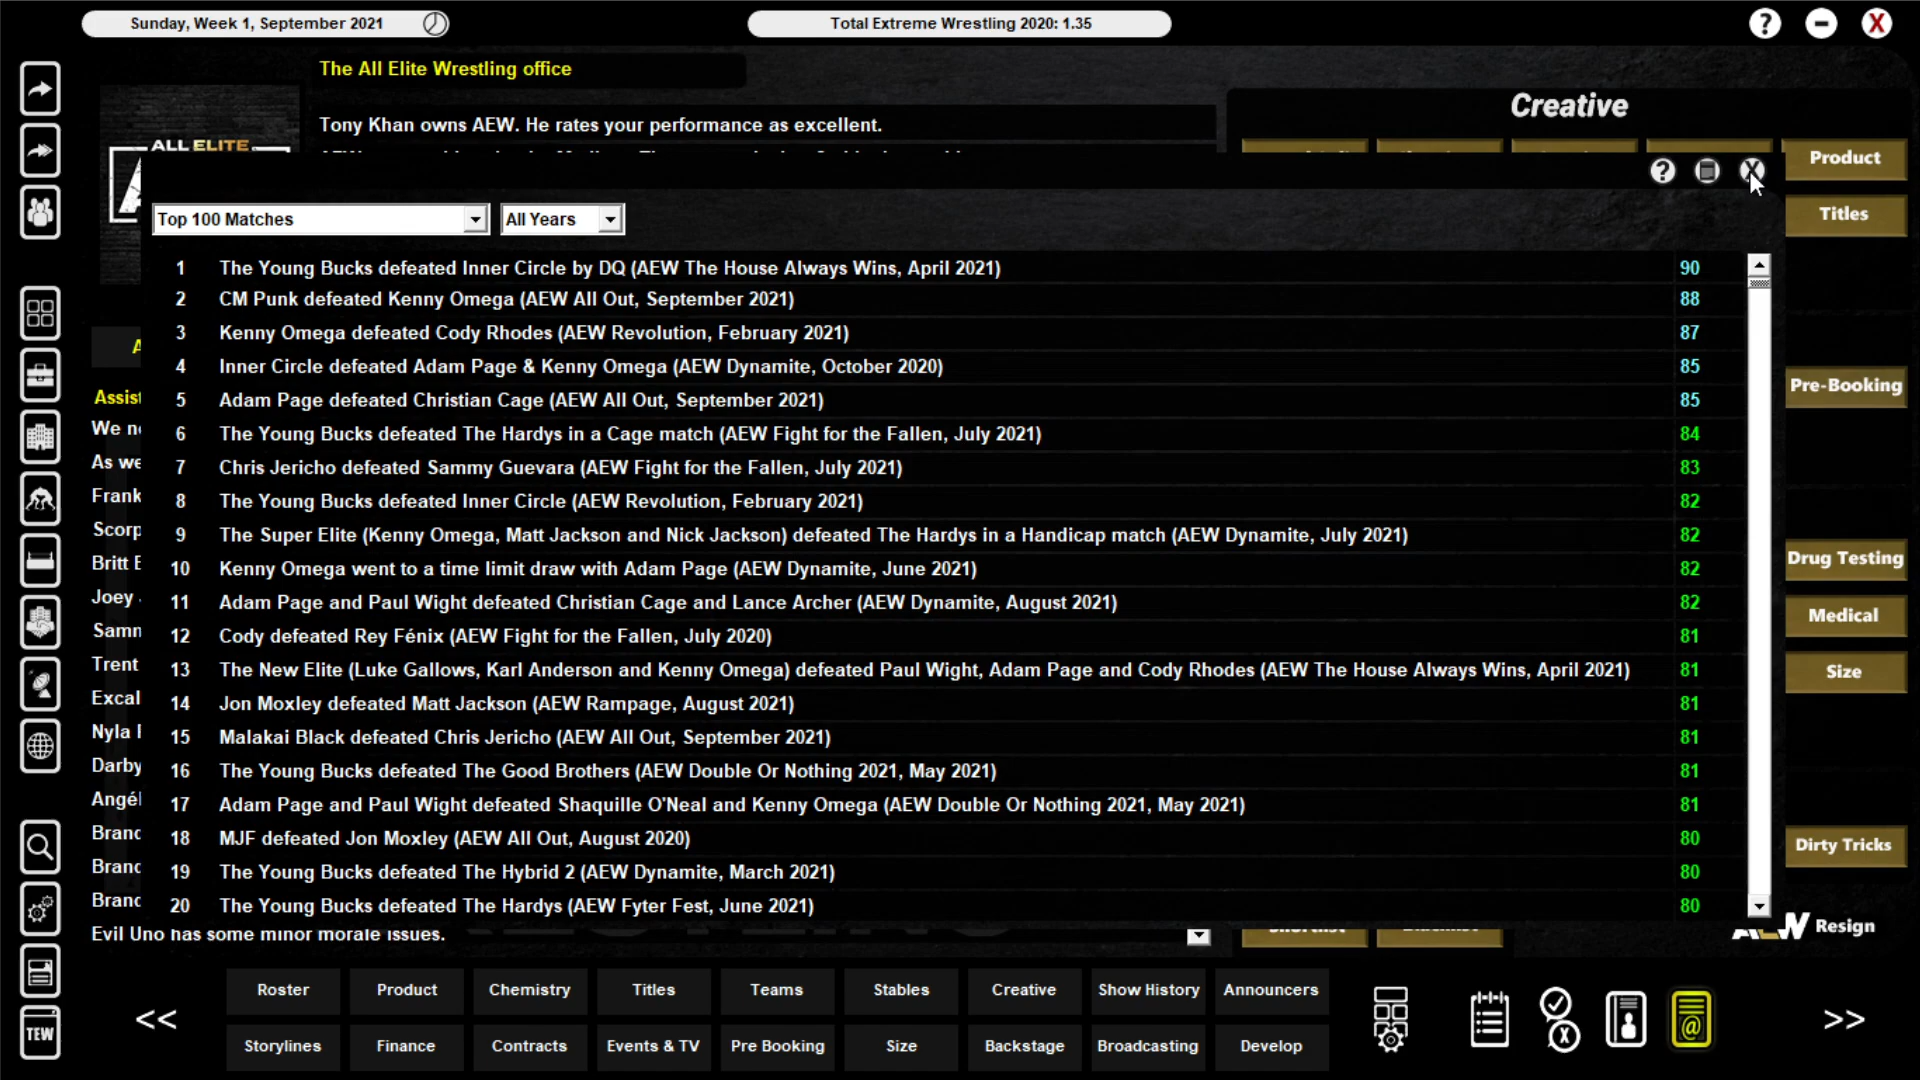 Sunday, Week 1, September 2021
Total Extreme Wrestling 2020: 1.35
The All Elite Wrestling office
Tony Khan owns AEW. He rates your performance as excellent.
ALL ELITE
Creative
Product
Titles
Pre-Booking
Drug Testing
Medical
Size
Dirty Tricks
Resign
Top 100 Matches
All Years
1 The Young Bucks defeated Inner Circle by DQ (AEW The House Always Wins, April 2021) 90
2 CM Punk defeated Kenny Omega (AEW All Out, September 2021) 88
3 Kenny Omega defeated Cody Rhodes (AEW Revolution, February 2021) 87
4 Inner Circle defeated Adam Page & Kenny Omega (AEW Dynamite, October 2020) 85
5 Adam Page defeated Christian Cage (AEW All Out, September 2021) 85
6 The Young Bucks defeated The Hardys in a Cage match (AEW Fight for the Fallen, July 2021) 84
7 Chris Jericho defeated Sammy Guevara (AEW Fight for the Fallen, July 2021) 83
8 The Young Bucks defeated Inner Circle (AEW Revolution, February 2021) 82
9 The Super Elite (Kenny Omega, Matt Jackson and Nick Jackson) defeated The Hardys in a Handicap match (AEW Dynamite, July 2021) 82
10 Kenny Omega went to a time limit draw with Adam Page (AEW Dynamite, June 2021) 82
11 Adam Page and Paul Wight defeated Christian Cage and Lance Archer (AEW Dynamite, August 2021) 82
12 Cody defeated Rey Fénix (AEW Fight for the Fallen, July 2020) 81
13 The New Elite (Luke Gallows, Karl Anderson and Kenny Omega) defeated Paul Wight, Adam Page and Cody Rhodes (AEW The House Always Wins, April 2021) 81
14 Jon Moxley defeated Matt Jackson (AEW Rampage, August 2021) 81
15 Malakai Black defeated Chris Jericho (AEW All Out, September 2021) 81
16 The Young Bucks defeated The Good Brothers (AEW Double Or Nothing 2021, May 2021) 81
17 Adam Page and Paul Wight defeated Shaquille O'Neal and Kenny Omega (AEW Double Or Nothing 2021, May 2021) 81
18 MJF defeated Jon Moxley (AEW All Out, August 2020) 80
19 The Young Bucks defeated The Hybrid 2 (AEW Dynamite, March 2021) 80
20 The Young Bucks defeated The Hardys (AEW Fyter Fest, June 2021) 80
Assist
We n
As we
Frank
Scorp
Britt
Joey
Samm
Trent
Excal
Nyla
Darby
Angél
Branc
Branc
Branc
Evil Uno has some minor morale issues.
Roster Product Chemistry Titles Teams Stables Creative Show History Announcers
Storylines Finance Contracts Events & TV Pre Booking Size Backstage Broadcasting Develop
<< >>
TEW